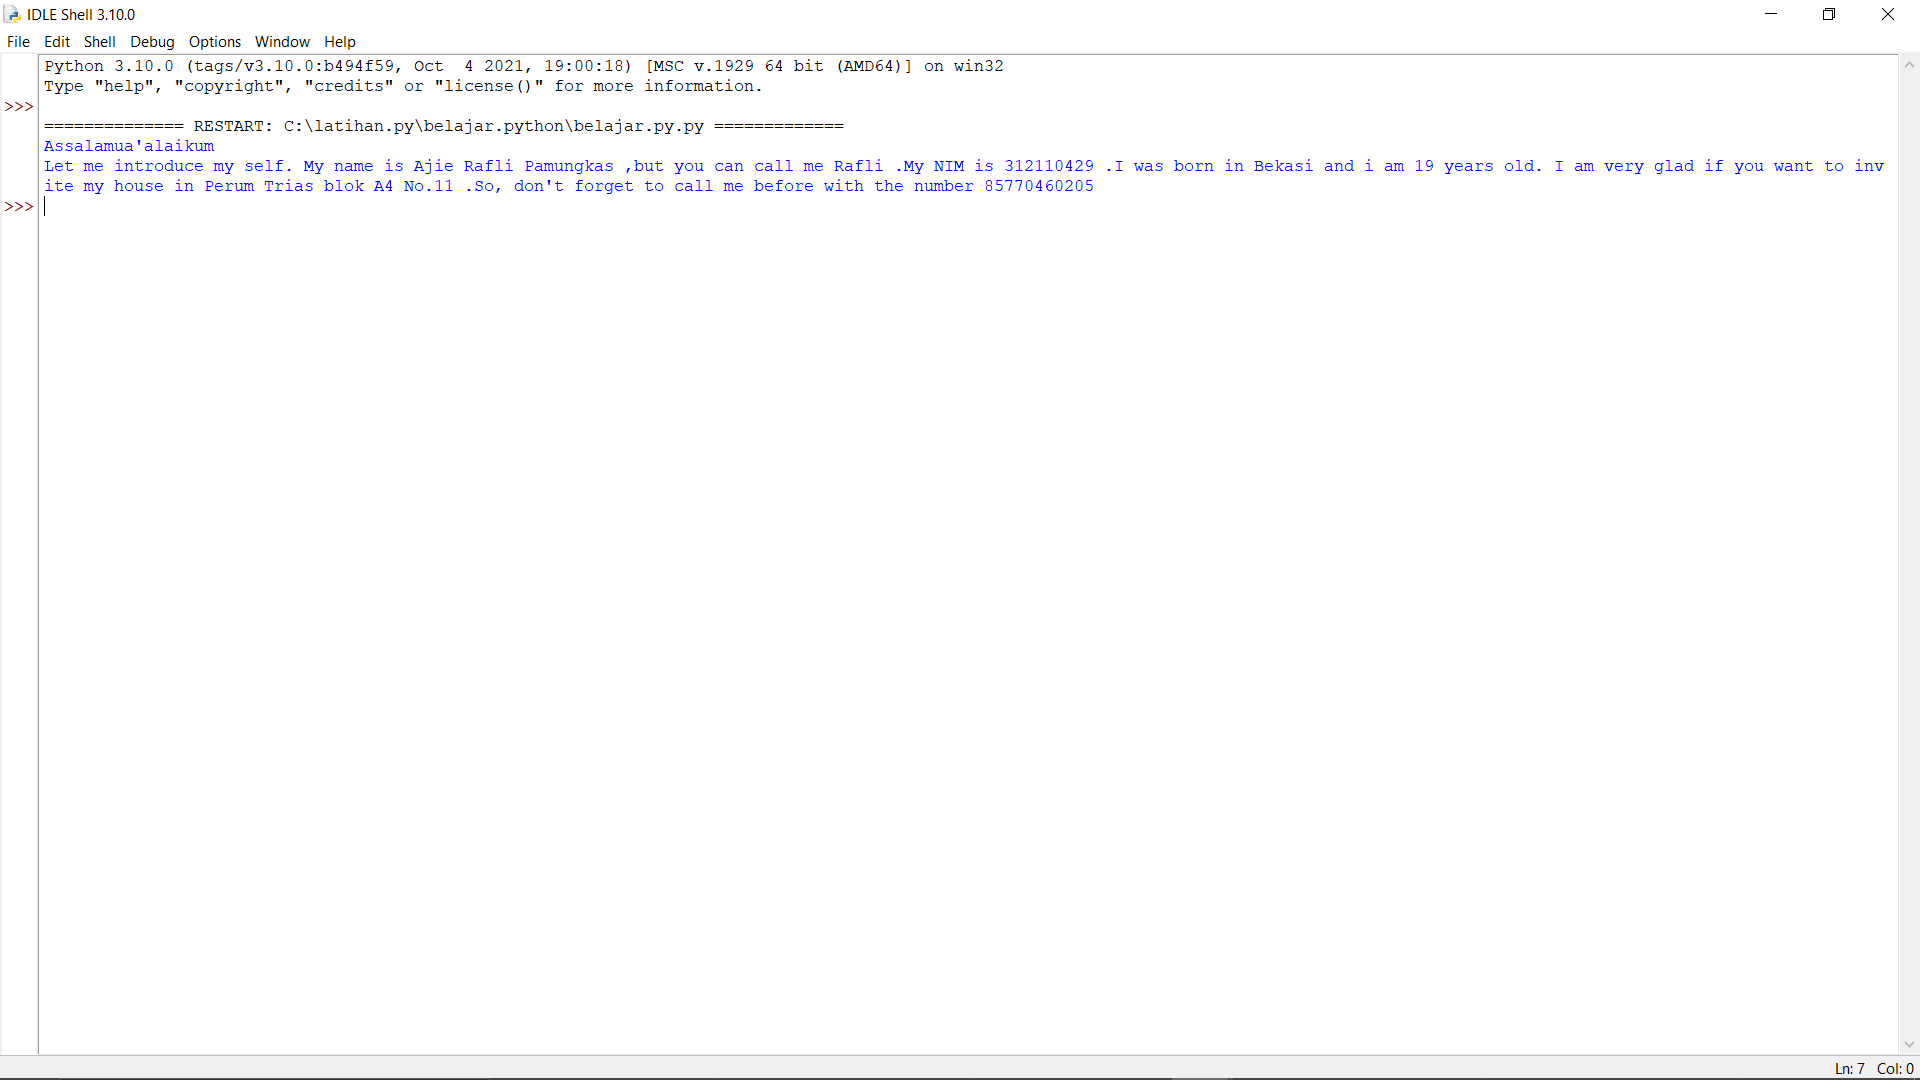 IDLE Shell 3.10.0
File Edit Shell Debug Options Window Help
Python 3.10.0 (tags/v3.10.0:b494f59, Oct  4 2021, 19:00:18) [MSC v.1929 64 bit (AMD64)] on win32
Type "help", "copyright", "credits" or "license()" for more information.
>>>
============== RESTART: C:\latihan.py\belajar.python\belajar.py.py =============
Assalamua'alaikum
Let me introduce my self. My name is Ajie Rafli Pamungkas ,but you can call me Rafli .My NIM is 312110429 .I was born in Bekasi and i am 19 years old. I am very glad if you want to inv
ite my house in Perum Trias blok A4 No.11 .So, don't forget to call me before with the number 85770460205
>>>
Ln: 7 Col: 0